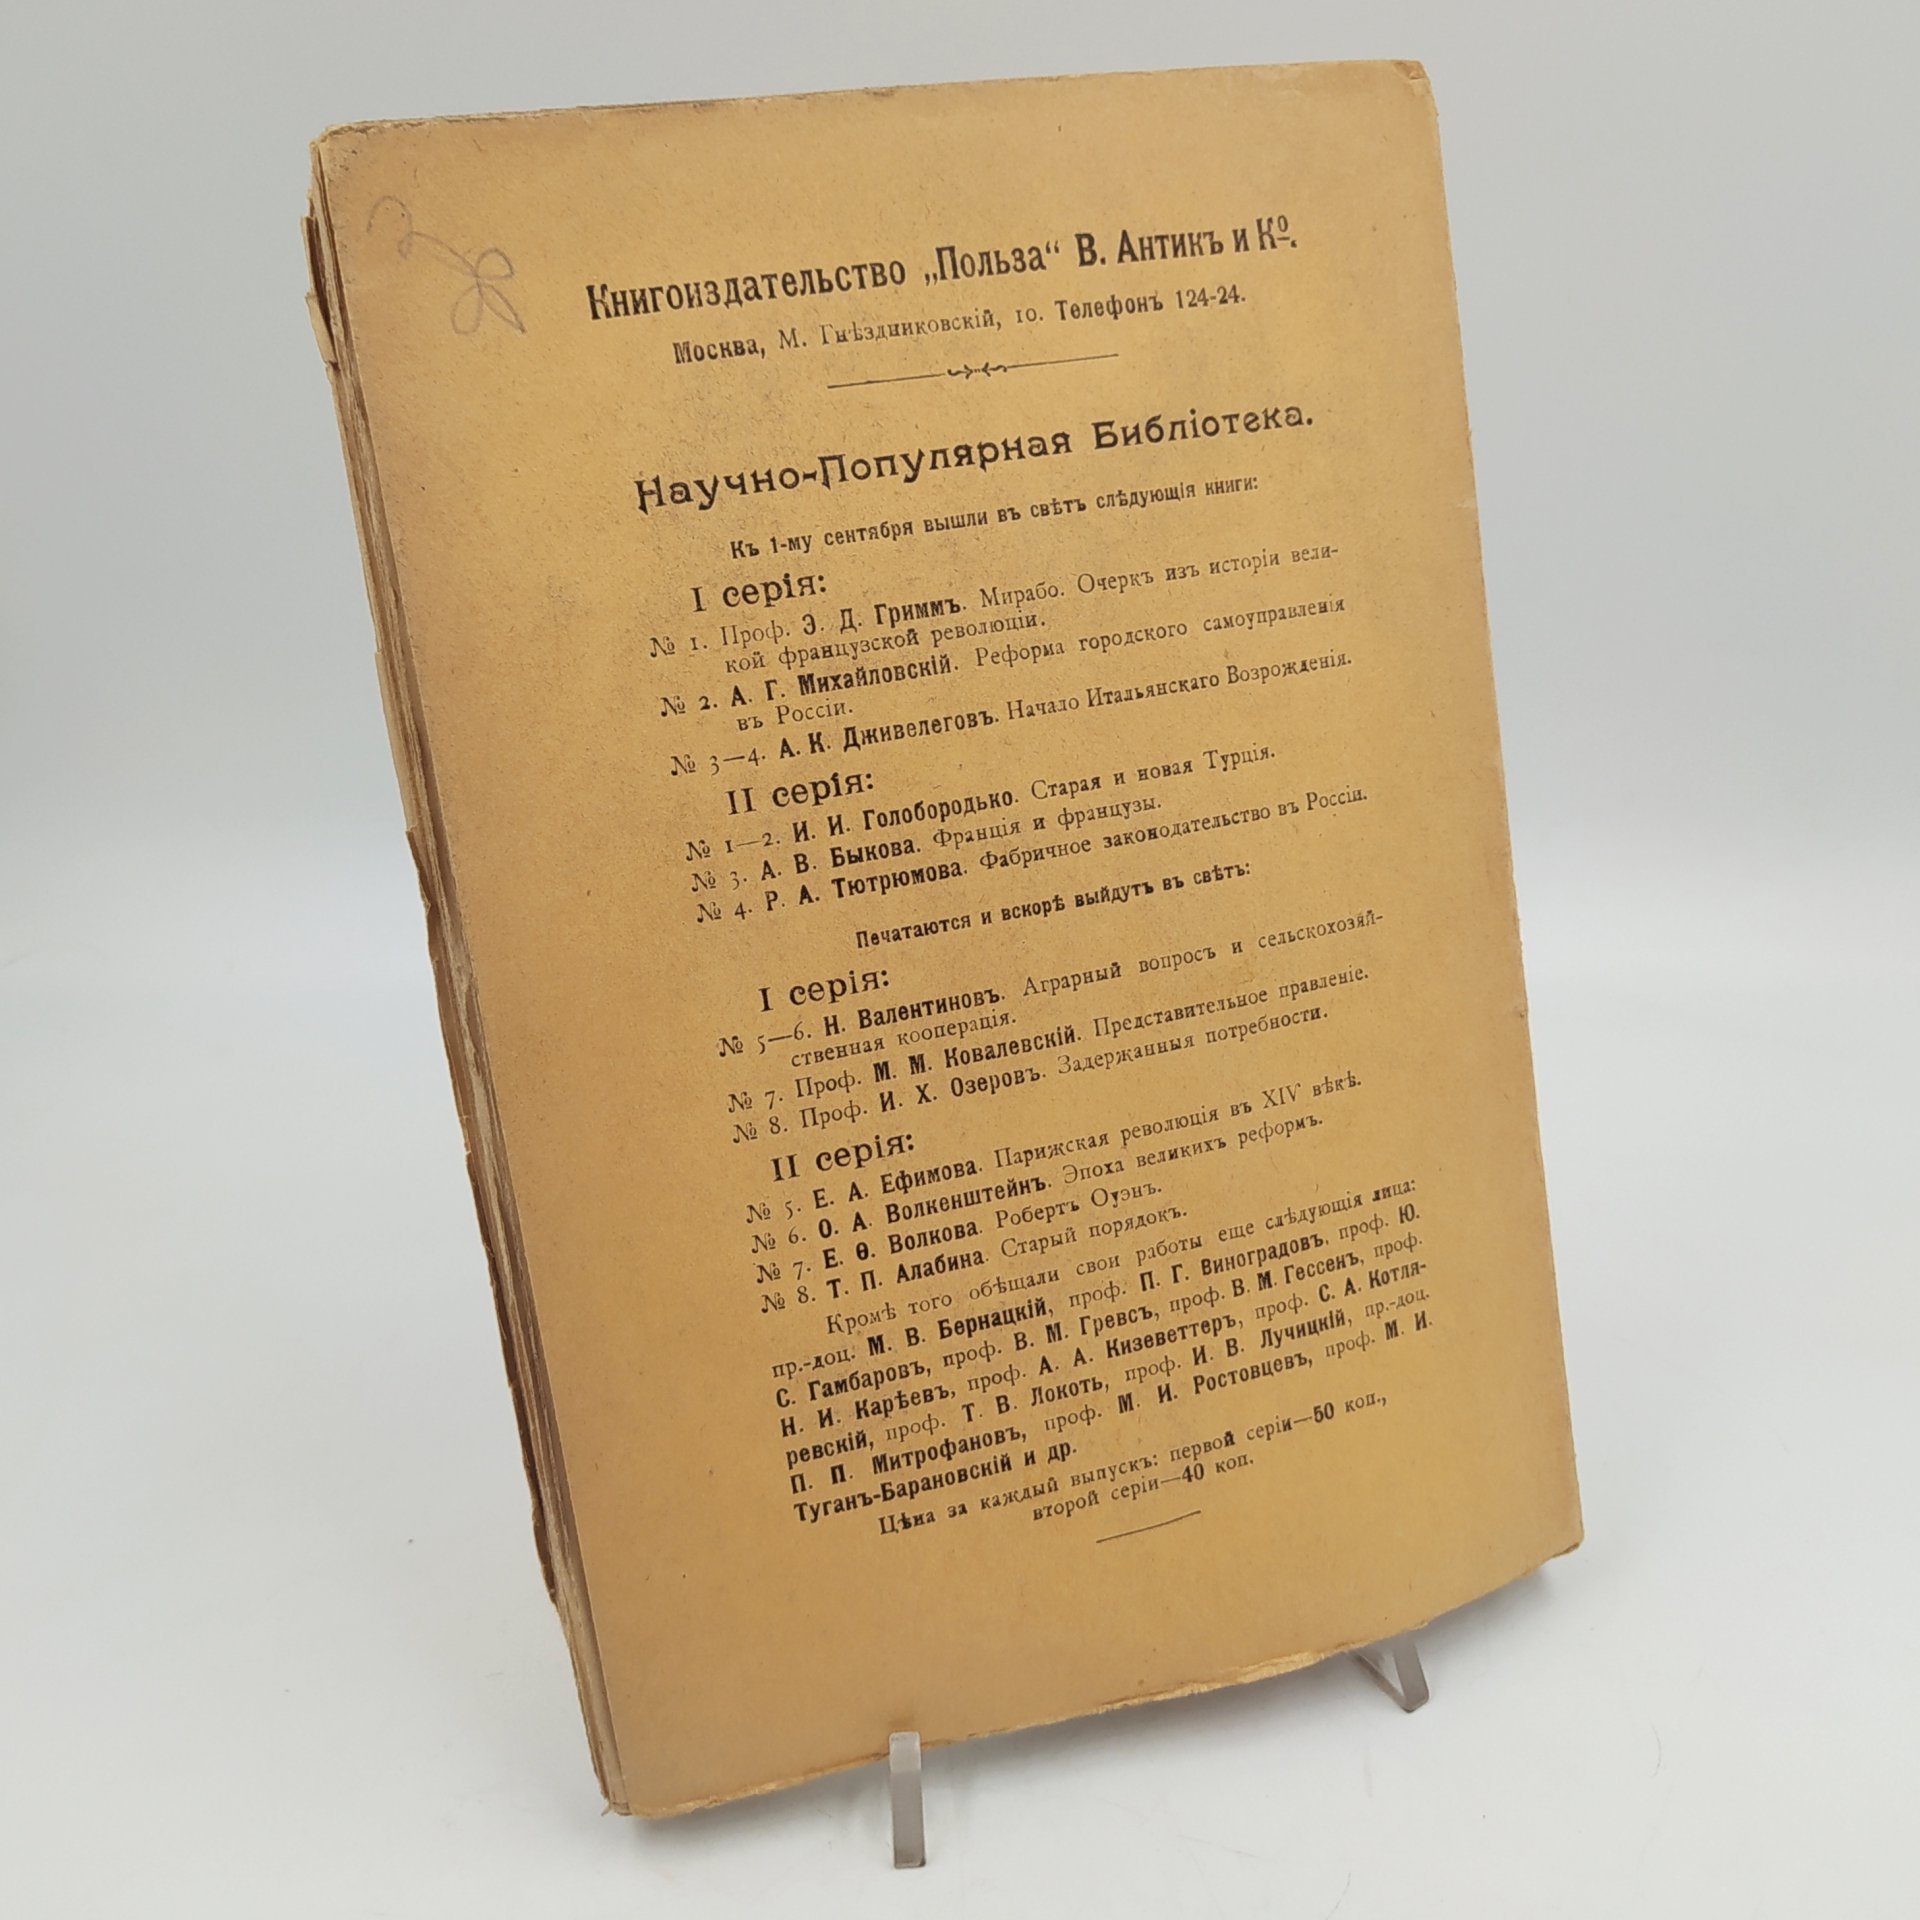 Книгоиздательство „Польза“ В. Антикъ и Кº.
Москва, М. Гнѣздниковскій, 10. Телефонъ 124-24.
Научно-Популярная Библіотека.
Къ 1-му сентября вышли въ свѣтъ слѣдующія книги:
I серія:
№ 1. Проф. Э. Д. Гриммъ. Мирабо. Очеркъ изъ исторіи вели-
кой французской революціи.
№ 2. А. Г. Михайловскій. Реформа городского самоуправленія
въ Россіи.
№ 3—4. А. К. Дживелеговъ. Начало Итальянскаго Возрожденія.
II серія:
№ 1—2. И. И. Голобородько. Старая и новая Турція.
№ 3. А. В. Быкова. Франція и французы.
№ 4. Р. А. Тютрюмова. Фабричное законодательство въ Россіи.
Печатаются и вскорѣ выйдутъ въ свѣтъ:
I серія:
№ 5—6. Н. Валентиновъ. Аграрный вопросъ и сельскохозяй-
ственная кооперація.
№ 7. Проф. М. М. Ковалевскій. Представительное правленіе.
№ 8. Проф. И. Х. Озеровъ. Задержанныя потребности.
II серія:
№ 5. Е. А. Ефимова. Парижская революція въ XIV вѣкѣ.
№ 6. О. А. Волкенштейнъ. Эпоха великихъ реформъ.
№ 7. Е. Ѳ. Волкова. Робертъ Оуэнъ.
№ 8. Т. П. Алабина. Старый порядокъ.
Кромѣ того обѣщали свои работы еще слѣдующія лица:
пр.-доц. М. В. Бернацкій, проф. П. Г. Виноградовъ, проф. Ю.
С. Гамбаровъ, проф. В. М. Гревсъ, проф. В. М. Гессенъ, проф.
Н. И. Карѣевъ, проф. А. А. Кизеветтеръ, проф. С. А. Котля-
ревскій, проф. Т. В. Локоть, проф. И. В. Лучицкій, пр.-доц.
П. П. Митрофановъ, проф. М. И. Ростовцевъ, проф. М. И.
Туганъ-Барановскій и др.
Цѣна за каждый выпускъ: первой серіи—50 коп.,
второй серіи—40 коп.